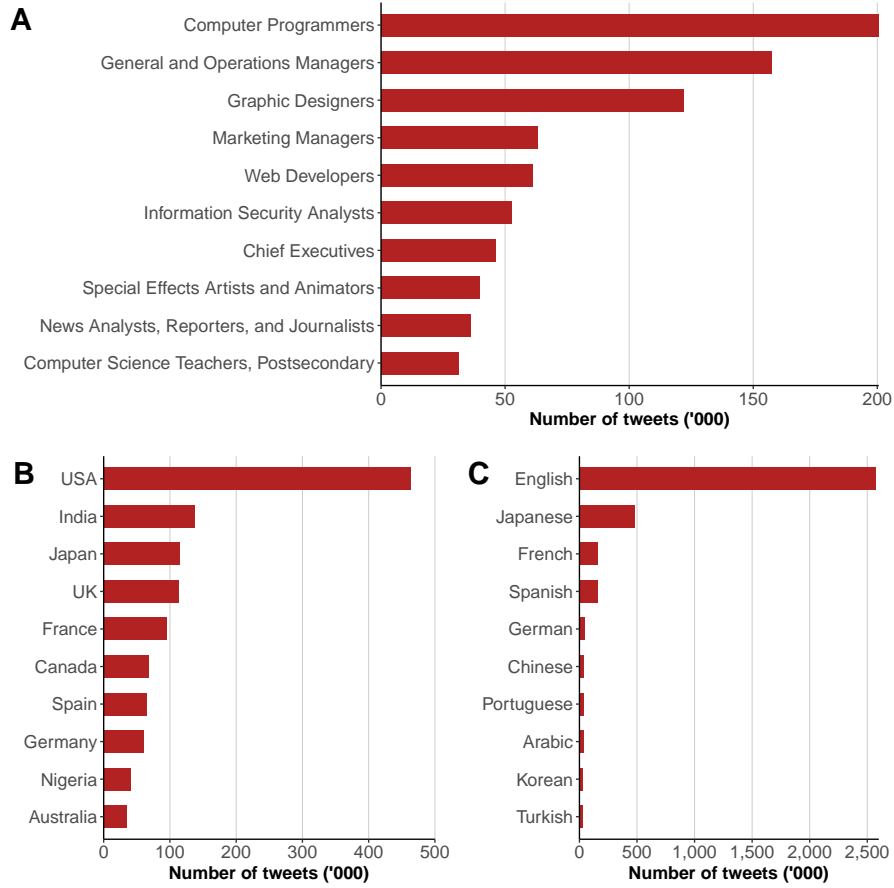 A
Computer Programmers
General and Operations Managers
Graphic Designers
Marketing Managers
Web Developers
Information Security Analysts
Chief Executives
Special Effects Artists and Animators
News Analysts, Reporters, and Journalists
Computer Science Teachers, Postsecondary
0 50 100 150 200
Number of tweets ('000)
B
USA
India
Japan
UK
France
Canada
Spain
Germany
Nigeria
Australia
0 100 200 300 400 500
Number of tweets ('000)
C
English
Japanese
French
Spanish
German
Chinese
Portuguese
Arabic
Korean
Turkish
0 500 1,000 1,500 2,000 2,500
Number of tweets ('000)